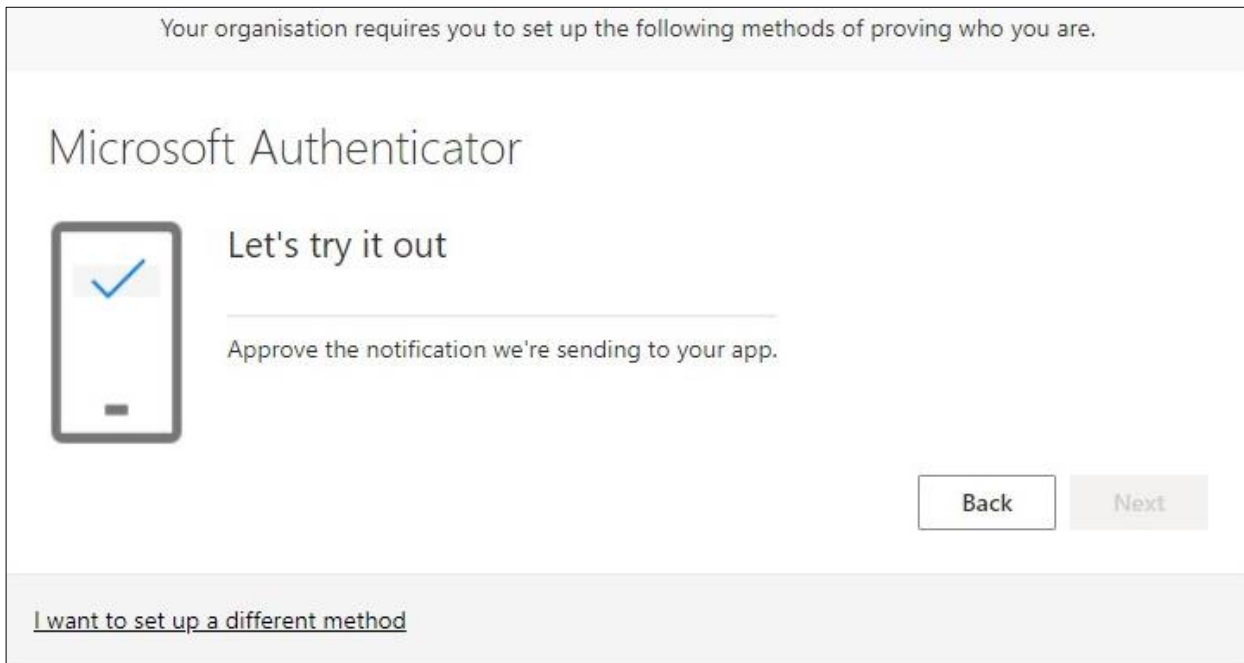 Your organisation requires you to set up the following methods of proving who you are.
Microsoft Authenticator
Let's try it out
Approve the notification we're sending to your app.
Back
Next
I want to set up a different method